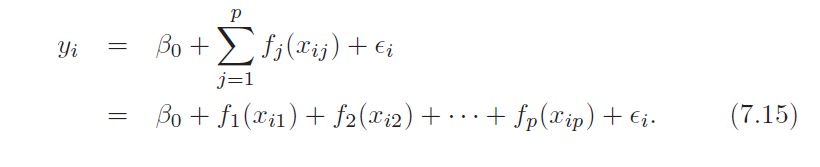 y_i = β_0 + \sum_{j=1}^{p} f_j(x_{ij}) + ϵ_i
= β_0 + f_1(x_{i1}) + f_2(x_{i2}) + ··· + f_p(x_{ip}) + ϵ_i. (7.15)